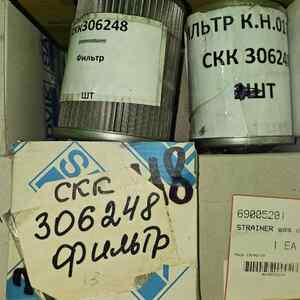 скк306248
Фильтр
ШТ
ЛЬТР К.Н.01
СКК 30624
ШТ
СКК
306248
фильтр
69005281
STRAINER
1 EA